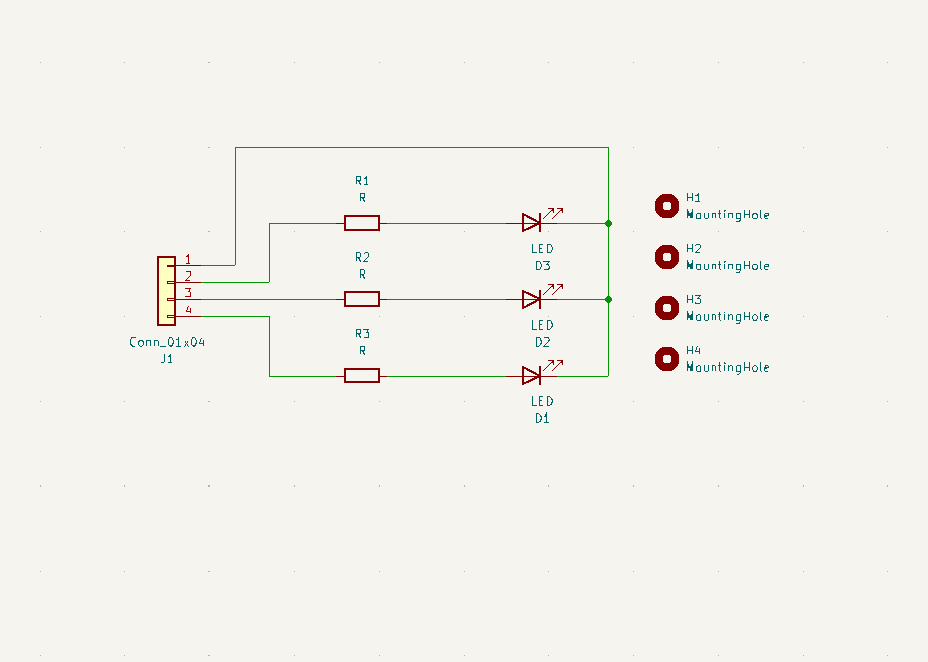 R1
R
LED
D3
R2
R
LED
D2
R3
R
LED
D1
1
2
3
4
Conn_01x04
J1
H1
MountingHole
H2
MountingHole
H3
MountingHole
H4
MountingHole